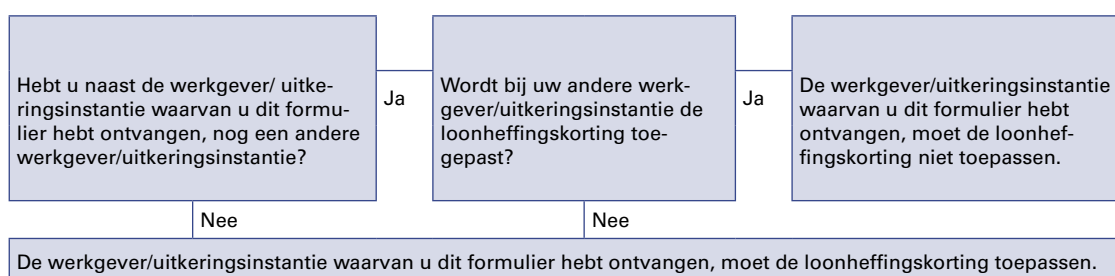 Hebt u naast de werkgever/ uitke-
ringsinstantie waarvan u dit formu-
lier hebt ontvangen, nog een andere
werkgever/uitkeringsinstantie?
Ja
Wordt bij uw andere werk-
gever/uitkeringsinstantie de
loonheffingskorting toe-
gepast?
Ja
De werkgever/uitkeringsinstantie
waarvan u dit formulier hebt
ontvangen, moet de loonhef-
fingskorting niet toepassen.
Nee
Nee
De werkgever/uitkeringsinstantie waarvan u dit formulier hebt ontvangen, moet de loonheffingskorting toepassen.